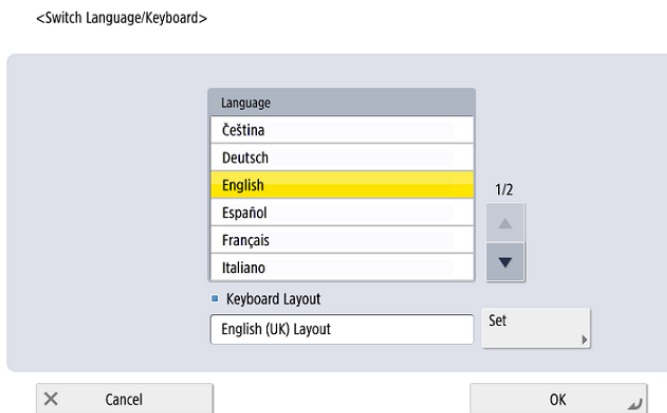 <Switch Language/Keyboard>
Language
Čeština
Deutsch
English
Español
Français
Italiano
1/2
Keyboard Layout
English (UK) Layout
Set
Cancel
OK